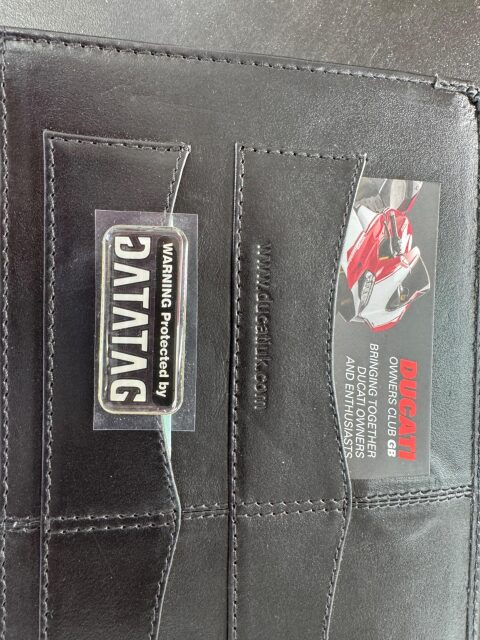 DUCATI
OWNERS CLUB GB
BRINGING TOGETHER
DUCATI OWNERS
AND ENTHUSIASTS
www.ducatiuk.com
WARNING Protected by
DATATAG